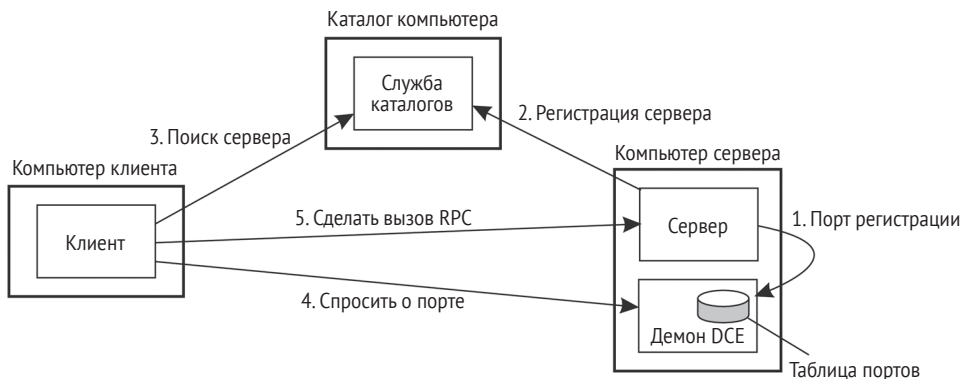 Каталог компьютера
Служба
каталогов
2. Регистрация сервера
3. Поиск сервера
Компьютер клиента
Компьютер сервера
Клиент
5. Сделать вызов RPC
Сервер
1. Порт регистрации
4. Спросить о порте
Демон DCE
Таблица портов